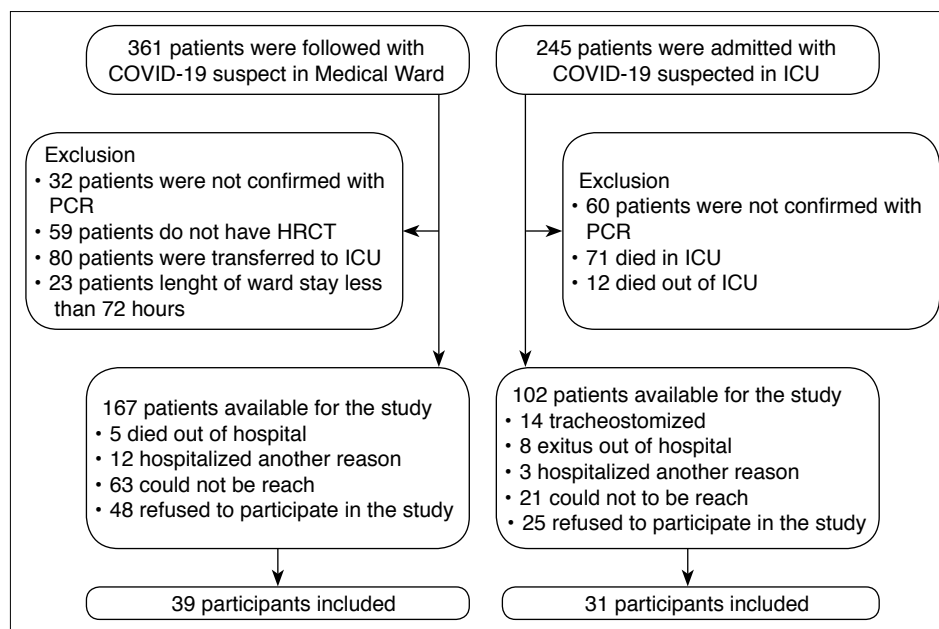 361 patients were followed with
COVID-19 suspect in Medical Ward
245 patients were admitted with
COVID-19 suspected in ICU
Exclusion
• 32 patients were not confirmed with
PCR
• 59 patients do not have HRCT
• 80 patients were transferred to ICU
• 23 patients lenght of ward stay less
than 72 hours
Exclusion
• 60 patients were not confirmed with
PCR
• 71 died in ICU
• 12 died out of ICU
167 patients available for the study
• 5 died out of hospital
• 12 hospitalized another reason
• 63 could not be reach
• 48 refused to participate in the study
102 patients available for the study
• 14 tracheostomized
• 8 exitus out of hospital
• 3 hospitalized another reason
• 21 could not to be reach
• 25 refused to participate in the study
39 participants included
31 participants included